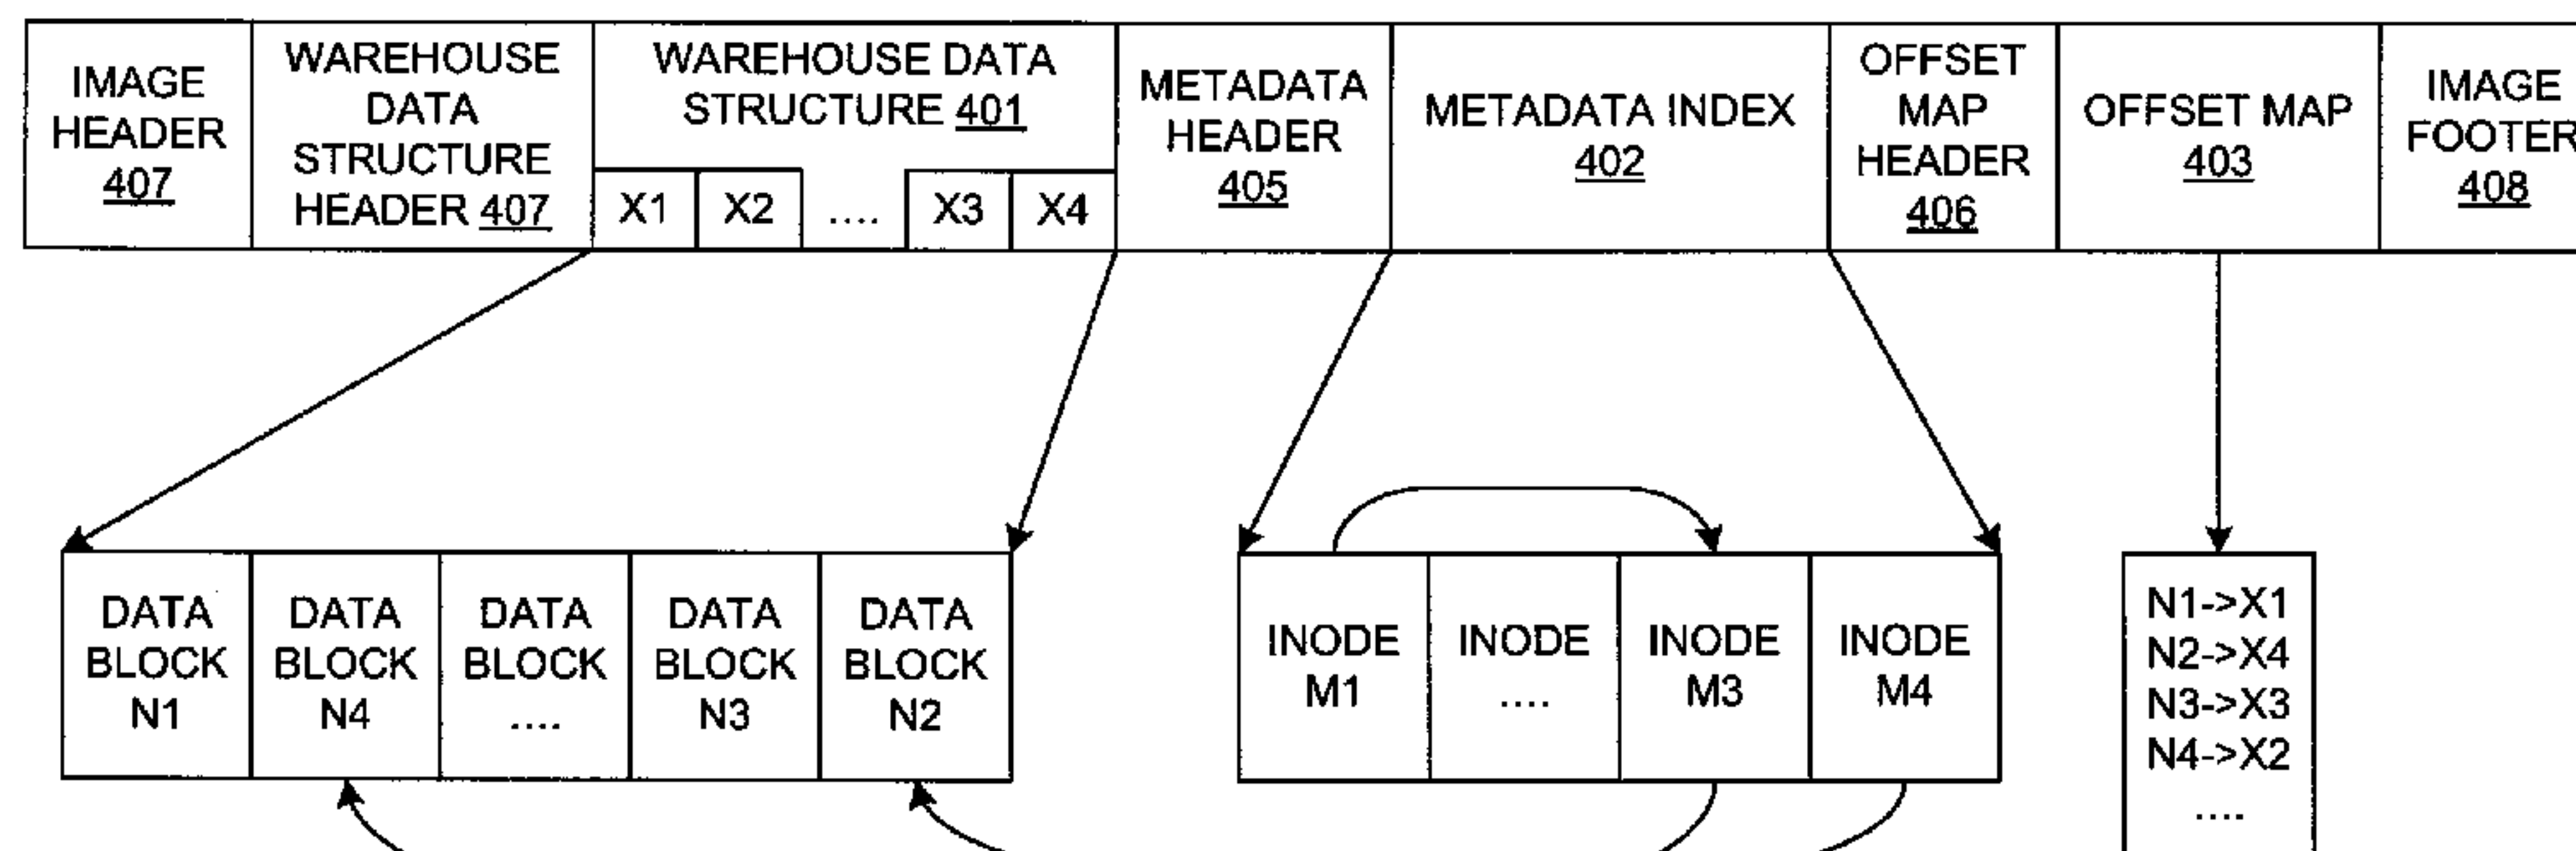 IMAGE
HEADER
407
WAREHOUSE
DATA
STRUCTURE
HEADER 407
WAREHOUSE DATA
STRUCTURE 401
X1
X2
....
X3
X4
METADATA
HEADER
405
METADATA INDEX
402
OFFSET
MAP
HEADER
406
OFFSET MAP
403
IMAGE
FOOTER
408
DATA
BLOCK
N1
DATA
BLOCK
N4
DATA
BLOCK
....
DATA
BLOCK
N3
DATA
BLOCK
N2
INODE
M1
INODE
....
INODE
M3
INODE
M4
N1->X1
N2->X4
N3->X3
N4->X2
....